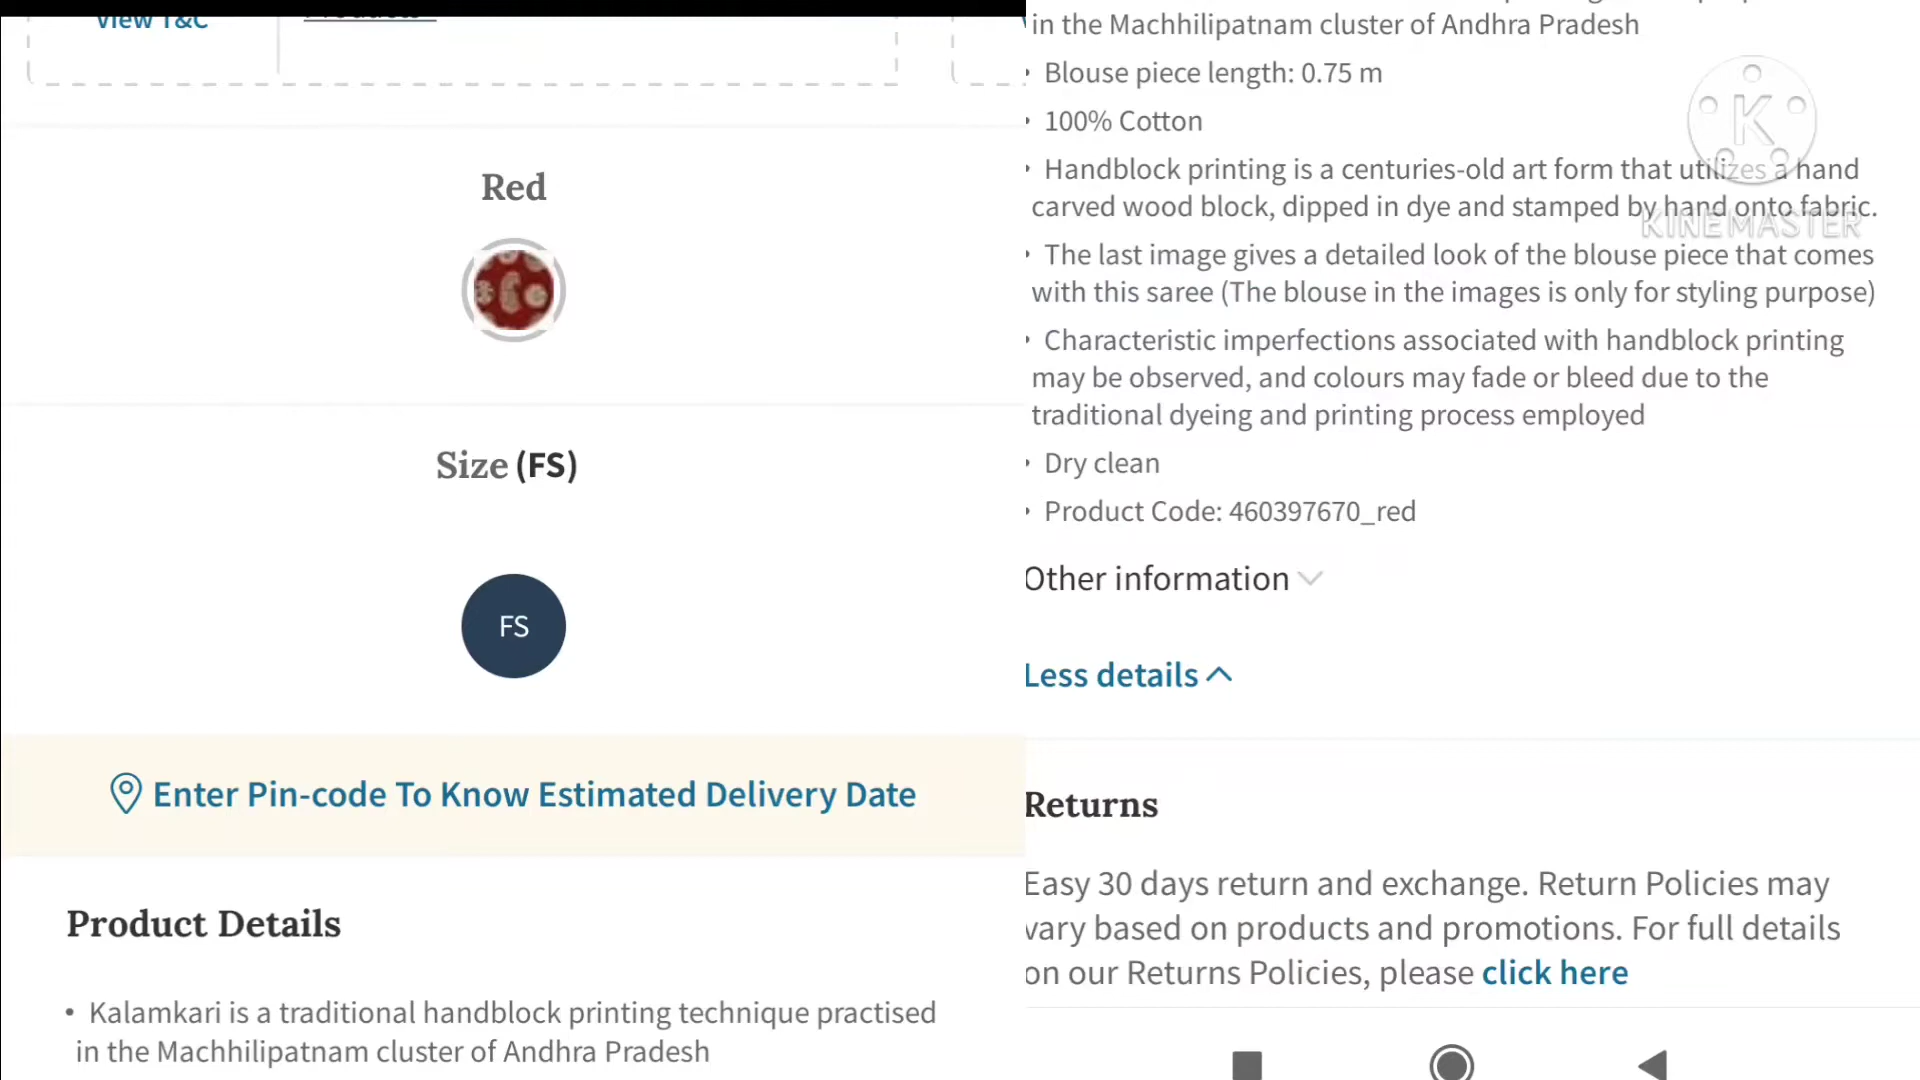 View T&C
Products
Red
Size (FS)
FS
Enter Pin-code To Know Estimated Delivery Date
Product Details
• Kalamkari is a traditional handblock printing technique practised
in the Machhilipatnam cluster of Andhra Pradesh
in the Machhilipatnam cluster of Andhra Pradesh
• Blouse piece length: 0.75 m
• 100% Cotton
• Handblock printing is a centuries-old art form that utilizes a hand
carved wood block, dipped in dye and stamped by hand onto fabric.
• The last image gives a detailed look of the blouse piece that comes
with this saree (The blouse in the images is only for styling purpose)
• Characteristic imperfections associated with handblock printing
may be observed, and colours may fade or bleed due to the
traditional dyeing and printing process employed
• Dry clean
• Product Code: 460397670_red
Other information
Less details
Returns
Easy 30 days return and exchange. Return Policies may
vary based on products and promotions. For full details
on our Returns Policies, please click here
K
KINEMASTER